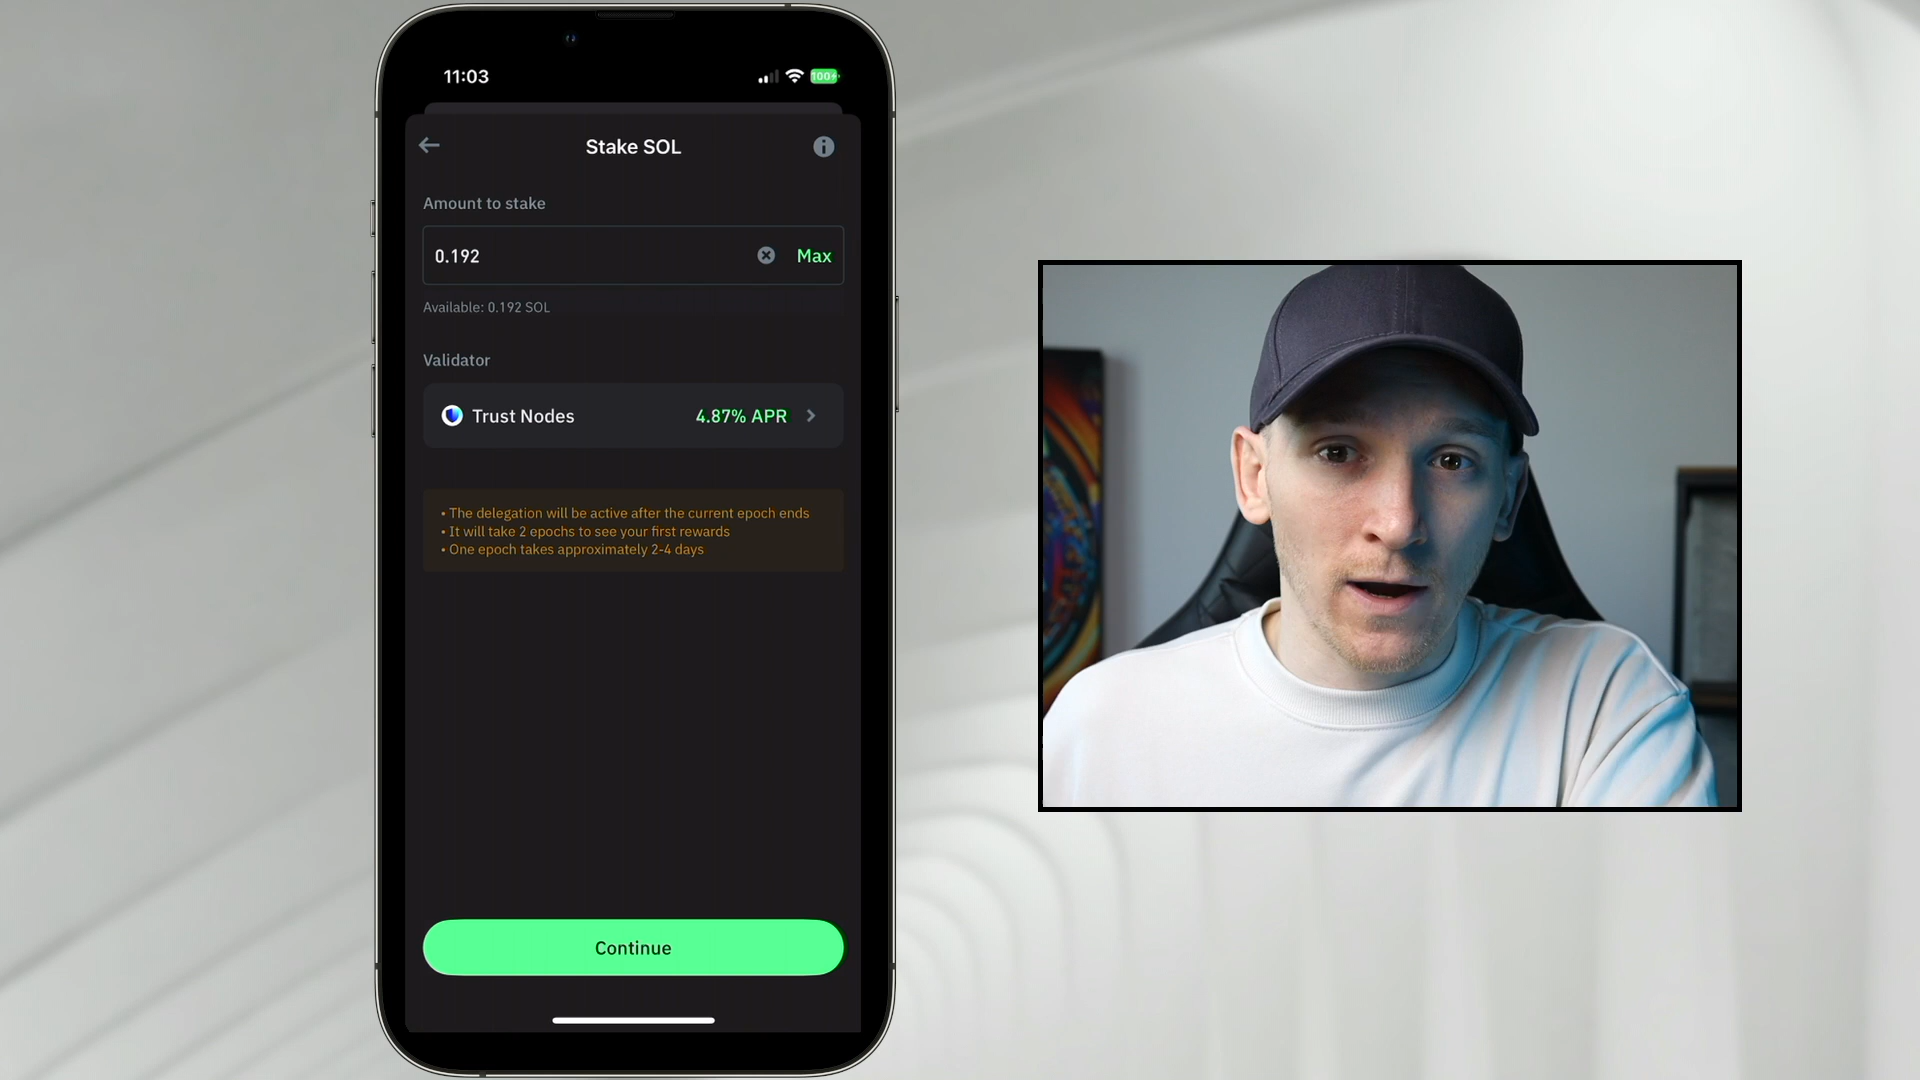 11:03
100
Stake SOL
Amount to stake
0.192
Max
Available: 0.192 SOL
Validator
Trust Nodes
4.87% APR
• The delegation will be active after the current epoch ends
• It will take 2 epochs to see your first rewards
• One epoch takes approximately 2-4 days
Continue